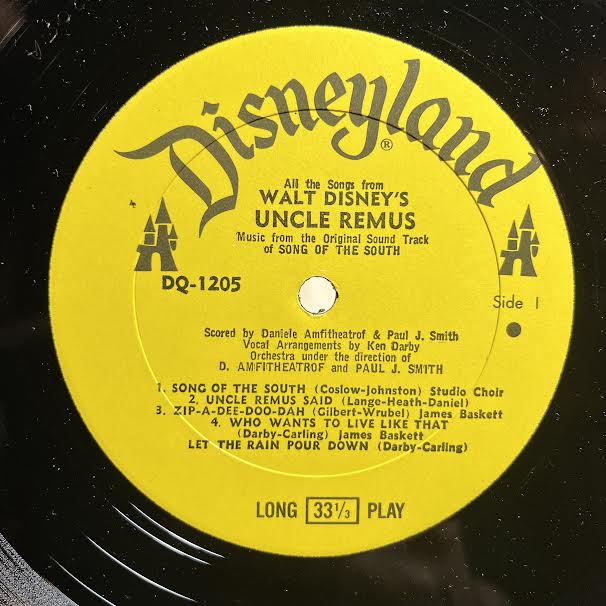 Disneyland
®
All the Songs from
WALT DISNEY'S
UNCLE REMUS
Music from the Original Sound Track
of SONG OF THE SOUTH
DQ-1205
Side 1
Scored by Daniele Amfitheatrof & Paul J. Smith
Vocal Arrangements by Ken Darby
Orchestra under the direction of
D. AMFITHEATROF and PAUL J. SMITH
1. SONG OF THE SOUTH (Coslow-Johnston) Studio Choir
2. UNCLE REMUS SAID (Lange-Heath-Daniel)
3. ZIP-A-DEE-DOO-DAH (Gilbert-Wrubel) James Baskett
4. WHO WANTS TO LIVE LIKE THAT
(Darby-Carling) James Baskett
LET THE RAIN POUR DOWN (Darby-Carling)
LONG 33⅓ PLAY